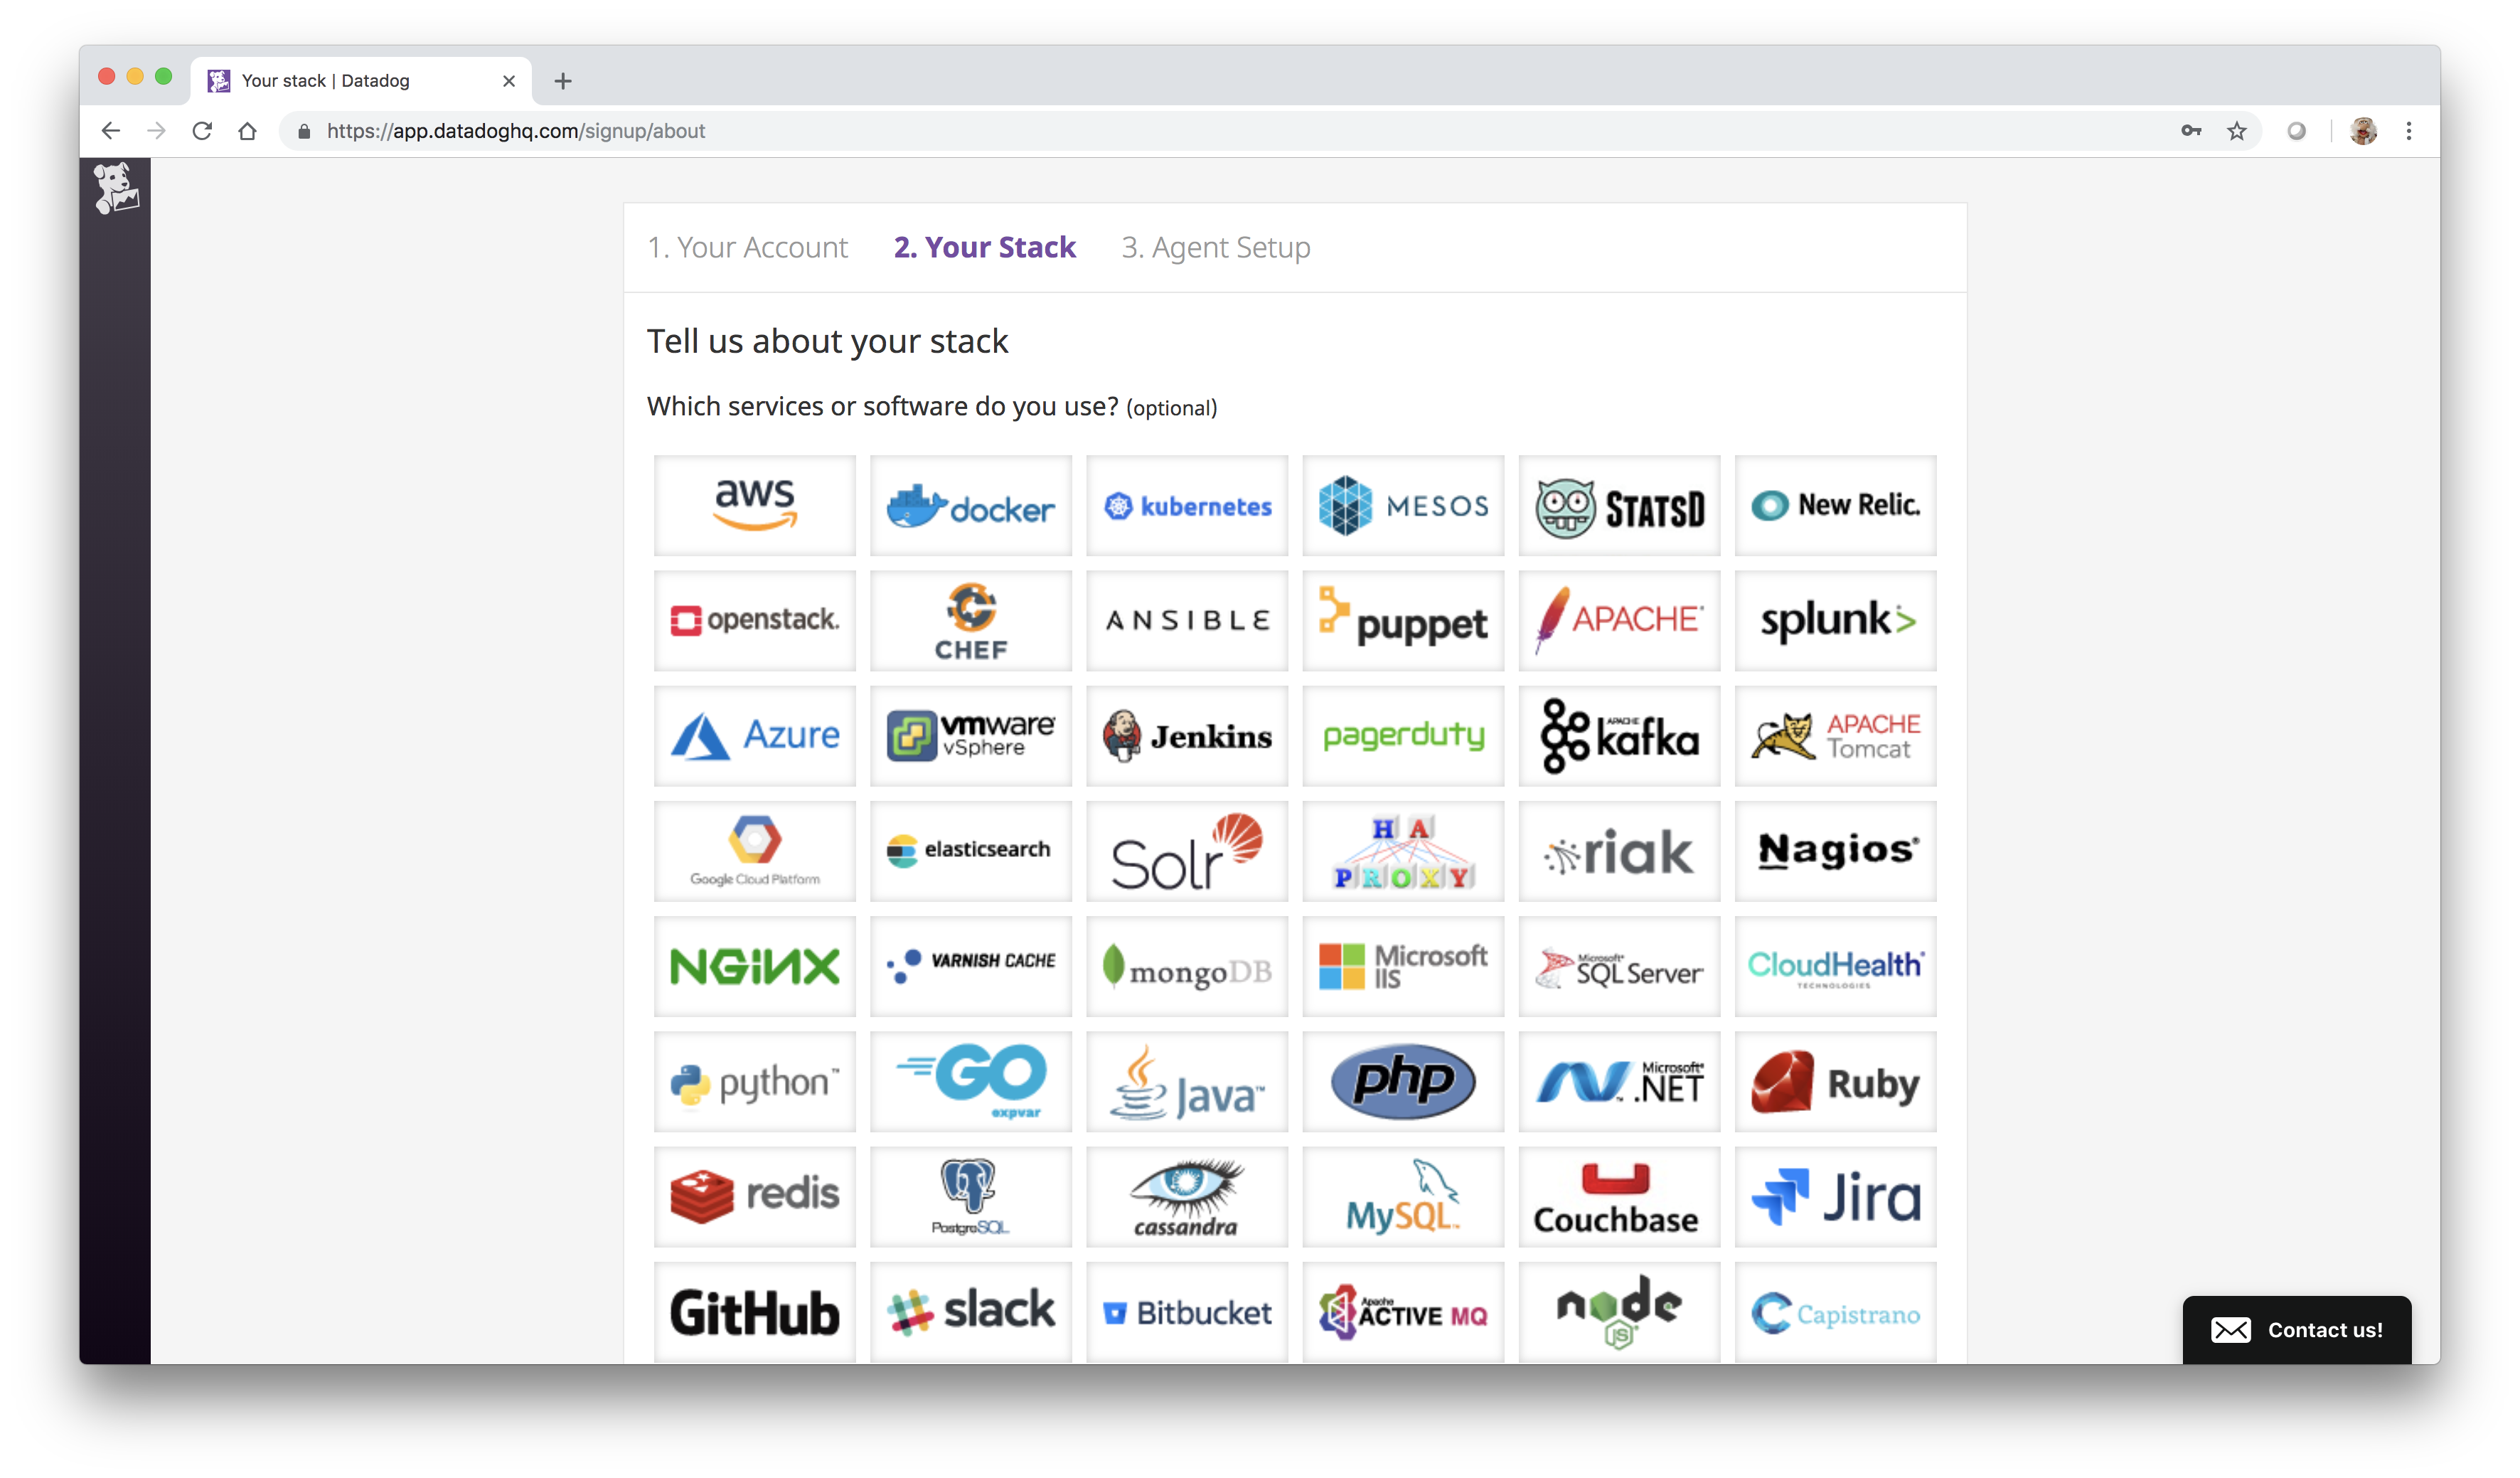 Your stack | Datadog
https://app.datadoghq.com/signup/about
1. Your Account 2. Your Stack 3. Agent Setup
Tell us about your stack
Which services or software do you use? (optional)
aws docker kubernetes MESOS STATSD New Relic.
openstack. CHEF ANSIBLE puppet APACHE splunk>
Azure vmware vSphere Jenkins pagerduty APACHE kafka APACHE Tomcat
Google Cloud Platform elasticsearch Solr HA PROXY riak Nagios®
NGINX VARNISH CACHE mongoDB Microsoft IIS Microsoft® SQL Server CloudHealth TECHNOLOGIES
python™ GO expvar Java™ php Microsoft® .NET Ruby
redis PostgreSQL cassandra MySQL™ Couchbase Jira
GitHub slack Bitbucket Apache ACTIVE MQ node JS Capistrano
Contact us!